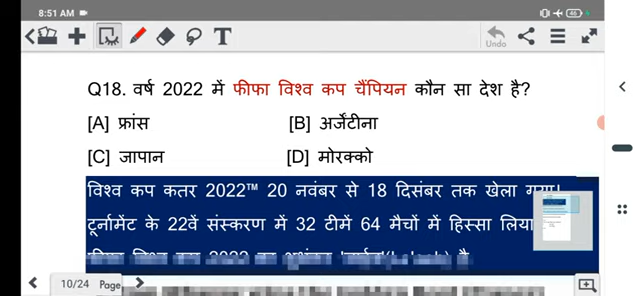 8:51 AM
46
Undo
Q18. वर्ष 2022 में फीफा विश्व कप चैंपियन कौन सा देश है?
[A] फ्रांस [B] अर्जेंटीना
[C] जापान [D] मोरक्को
विश्व कप कतर 2022™ 20 नवंबर से 18 दिसंबर तक खेला गया।
टूर्नामेंट के 22वें संस्करण में 32 टीमें 64 मैचों में हिस्सा लिया
10/24 Page